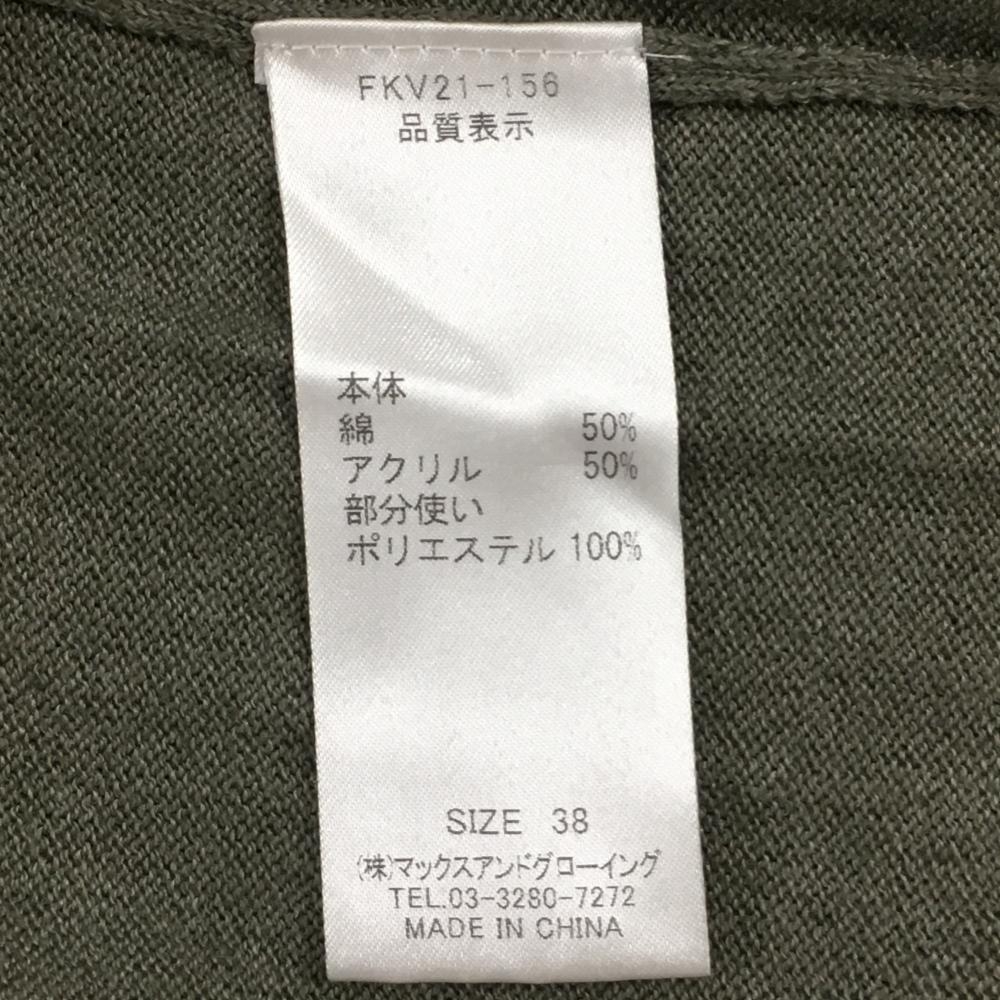 FKV21-156
品質表示
本体
綿 50%
アクリル 50%
部分使い
ポリエステル 100%
SIZE 38
(株)マックスアンドグローイング
TEL.03-3280-7272
MADE IN CHINA